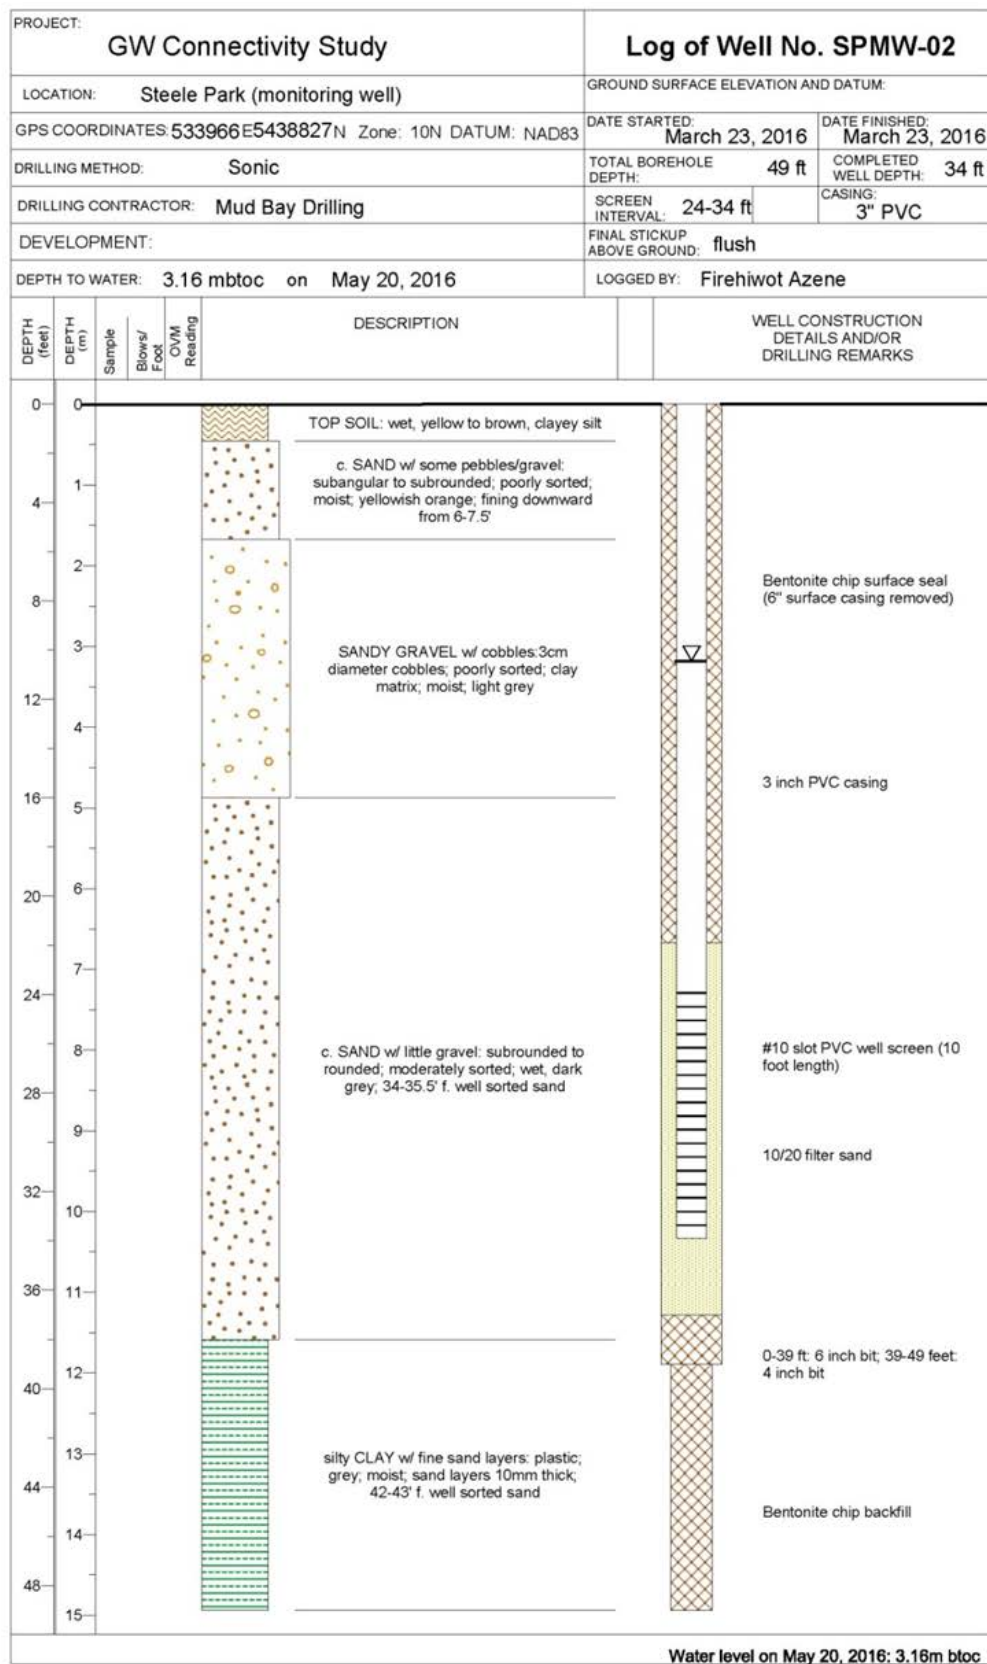 PROJECT:
GW Connectivity Study
Log of Well No. SPMW-02
LOCATION: Steele Park (monitoring well)
GROUND SURFACE ELEVATION AND DATUM:
GPS COORDINATES: 533966E5438827N Zone: 10N DATUM: NAD83
DATE STARTED:
March 23, 2016
DATE FINISHED:
March 23, 2016
DRILLING METHOD: Sonic
TOTAL BOREHOLE
DEPTH: 49 ft
COMPLETED
WELL DEPTH: 34 ft
DRILLING CONTRACTOR: Mud Bay Drilling
SCREEN
INTERVAL: 24-34 ft
CASING:
3" PVC
DEVELOPMENT:
FINAL STICKUP
ABOVE GROUND: flush
DEPTH TO WATER: 3.16 mbtoc on May 20, 2016
LOGGED BY: Firehiwot Azene
DEPTH
(feet)
DEPTH
(m)
Sample
Blows/
Foot
OVM
Reading
DESCRIPTION
WELL CONSTRUCTION
DETAILS AND/OR
DRILLING REMARKS
0
0
TOP SOIL: wet, yellow to brown, clayey silt
c. SAND w/ some pebbles/gravel:
subangular to subrounded; poorly sorted;
moist; yellowish orange; fining downward
from 6-7.5'
1
4
2
Bentonite chip surface seal
(6" surface casing removed)
8
3
SANDY GRAVEL w/ cobbles:3cm
diameter cobbles; poorly sorted; clay
matrix; moist; light grey
12
4
3 inch PVC casing
16
5
20
6
7
24
8
c. SAND w/ little gravel: subrounded to
rounded; moderately sorted; wet, dark
grey; 34-35.5' f. well sorted sand
#10 slot PVC well screen (10
foot length)
28
9
10/20 filter sand
32
10
36
11
0-39 ft: 6 inch bit; 39-49 feet:
4 inch bit
12
40
13
silty CLAY w/ fine sand layers: plastic;
grey; moist; sand layers 10mm thick;
42-43' f. well sorted sand
44
Bentonite chip backfill
14
48
15
Water level on May 20, 2016: 3.16m btoc